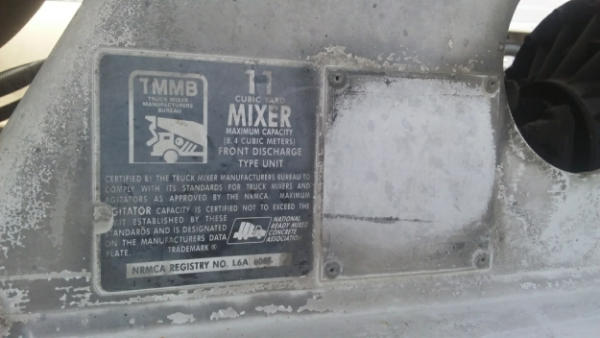 TMMB
TRUCK MIXER
MANUFACTURERS
BUREAU
11
CUBIC YARD
MIXER
MAXIMUM CAPACITY
(8.4 CUBIC METERS)
FRONT DISCHARGE
TYPE UNIT
CERTIFIED BY THE TRUCK MIXER MANUFACTURERS BUREAU TO
COMPLY WITH ITS STANDARDS FOR TRUCK MIXERS AND
AGITATORS AS APPROVED BY THE NRMCA. MAXIMUM
AGITATOR CAPACITY IS CERTIFIED NOT TO EXCEED THE
LIMIT ESTABLISHED BY THESE
STANDARDS AND IS DESIGNATED
ON THE MANUFACTURERS DATA
PLATE. TRADEMARK ®
NATIONAL
READY MIXED
CONCRETE
ASSOCIATION
NRMCA REGISTRY NO. L6A